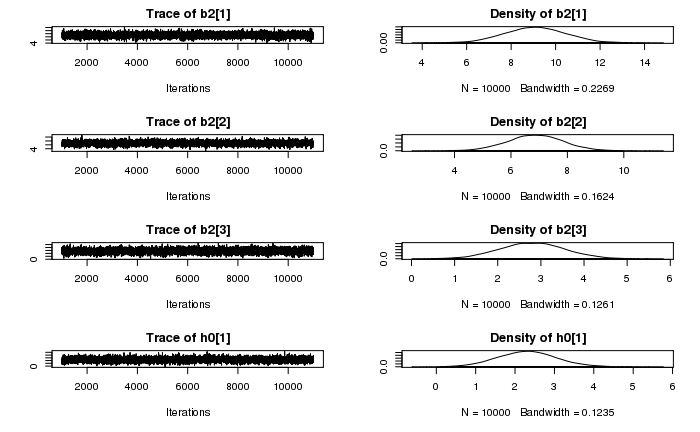 Trace of b2[1]
4
2000 4000 6000 8000 10000
Iterations
Density of b2[1]
0.00
4 6 8 10 12 14
N = 10000 Bandwidth = 0.2269
Trace of b2[2]
4
2000 4000 6000 8000 10000
Iterations
Density of b2[2]
0.0
4 6 8 10
N = 10000 Bandwidth = 0.1624
Trace of b2[3]
0
2000 4000 6000 8000 10000
Iterations
Density of b2[3]
0.0
0 1 2 3 4 5 6
N = 10000 Bandwidth = 0.1261
Trace of h0[1]
0
2000 4000 6000 8000 10000
Iterations
Density of h0[1]
0.0
0 1 2 3 4 5 6
N = 10000 Bandwidth = 0.1235